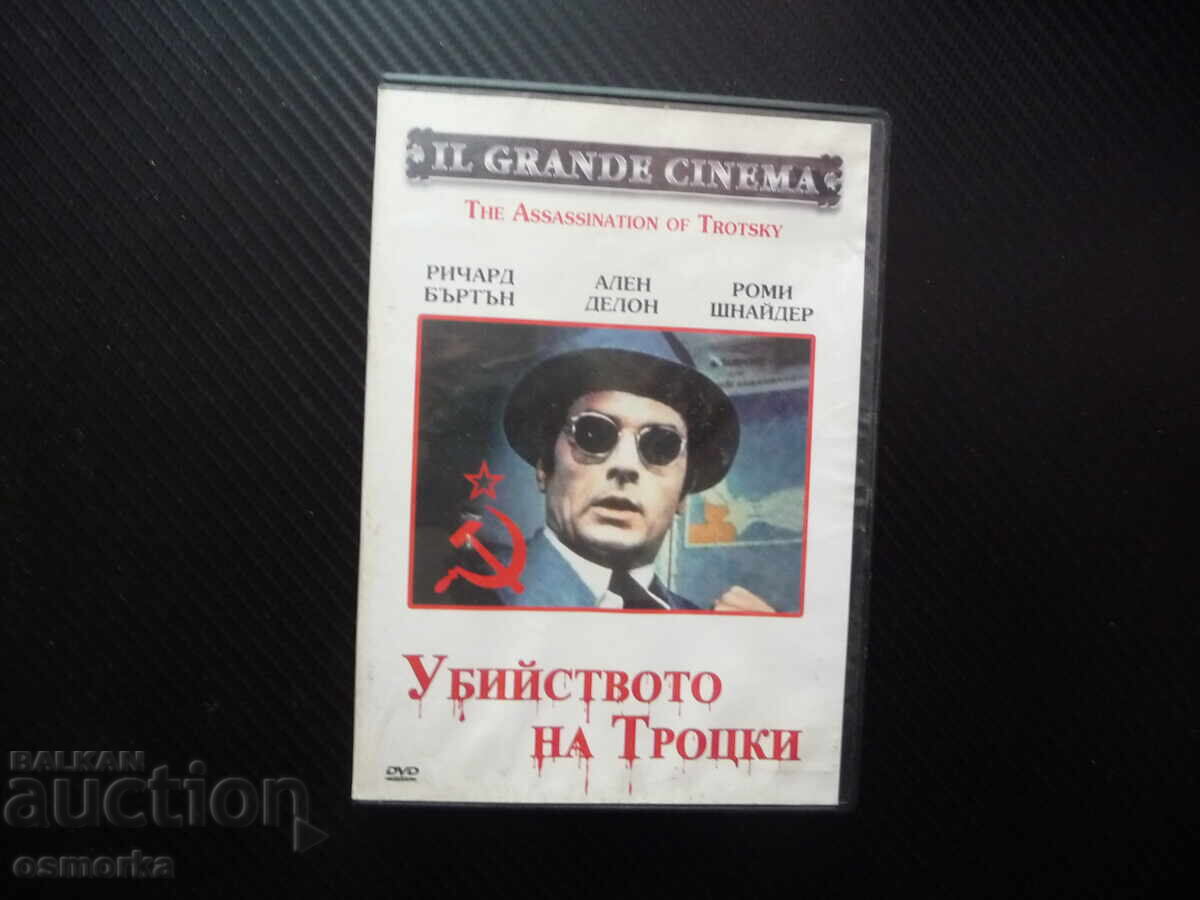 IL GRANDE CINEMA
THE ASSASSINATION OF TROTSKY
РИЧАРД
БЪРТЪН
АЛЕН
ДЕЛОН
РОМИ
ШНАЙДЕР
УБИЙСТВОТО
НА ТРОЦКИ
DVD
BALKAN
auction
osmorka